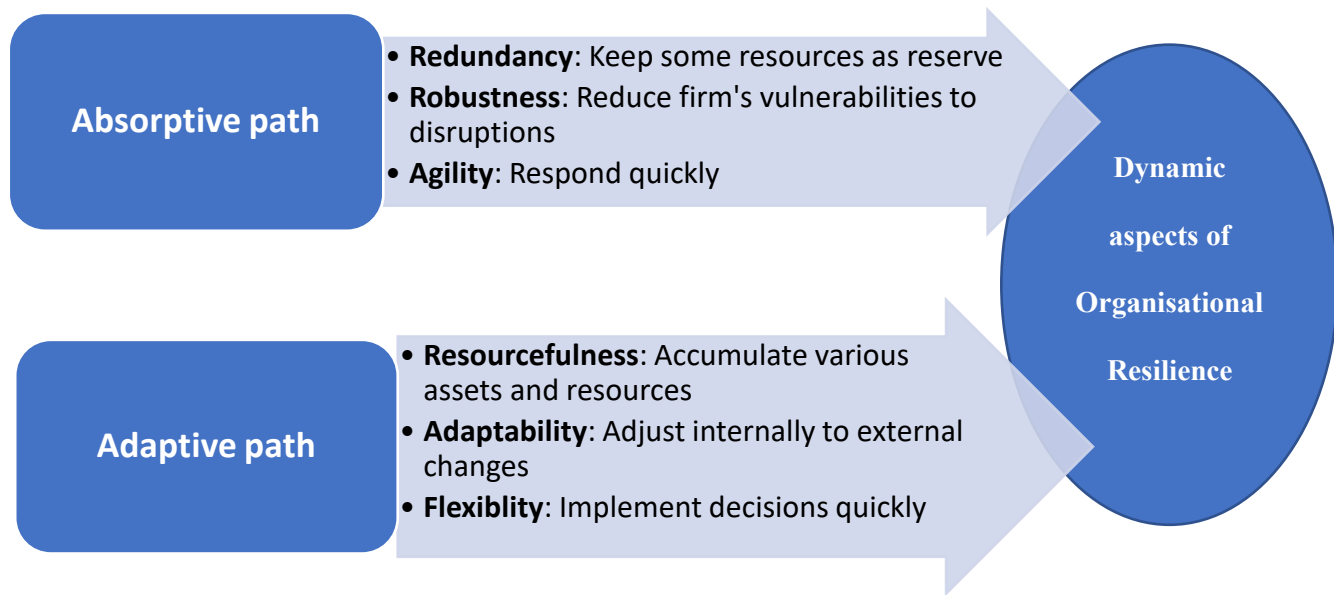 Absorptive path
• Redundancy: Keep some resources as reserve
• Robustness: Reduce firm's vulnerabilities to
disruptions
• Agility: Respond quickly
Adaptive path
• Resourcefulness: Accumulate various
assets and resources
• Adaptability: Adjust internally to external
changes
• Flexiblity: Implement decisions quickly
Dynamic
aspects of
Organisational
Resilience